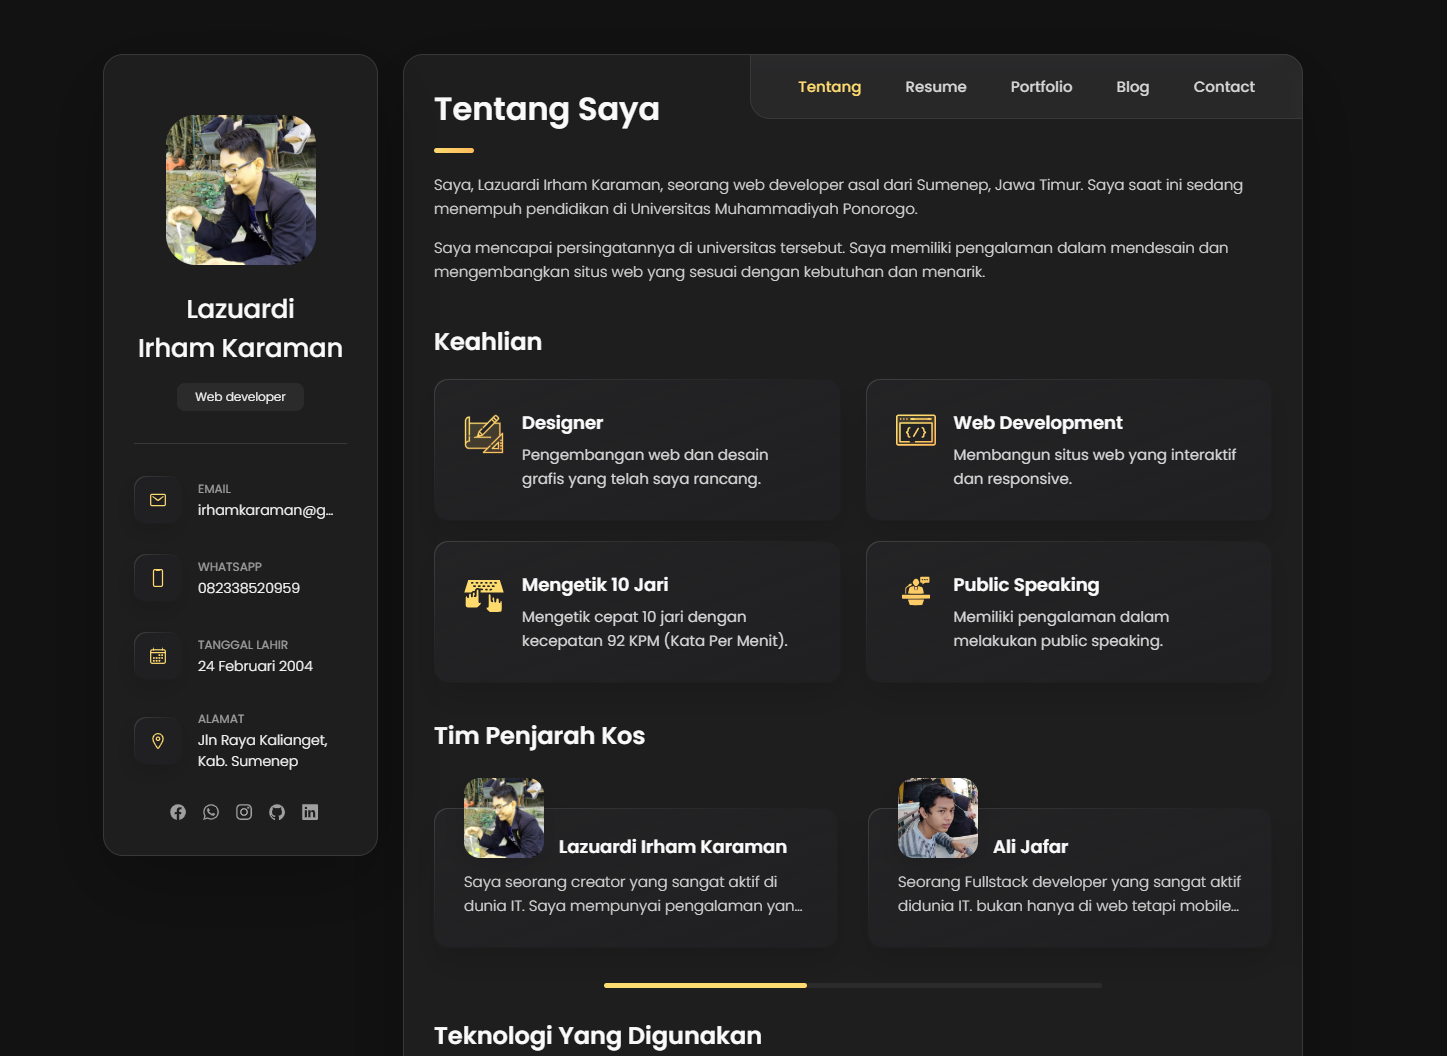 Lazuardi
Irham Karaman
Web developer
EMAIL
irhamkaraman@g...
WHATSAPP
082338520959
TANGGAL LAHIR
24 Februari 2004
ALAMAT
Jln Raya Kalianget,
Kab. Sumenep
Tentang
Resume
Portfolio
Blog
Contact
Tentang Saya
Saya, Lazuardi Irham Karaman, seorang web developer asal dari Sumenep, Jawa Timur. Saya saat ini sedang
menempuh pendidikan di Universitas Muhammadiyah Ponorogo.
Saya mencapai persingatannya di universitas tersebut. Saya memiliki pengalaman dalam mendesain dan
mengembangkan situs web yang sesuai dengan kebutuhan dan menarik.
Keahlian
Designer
Pengembangan web dan desain
grafis yang telah saya rancang.
Web Development
Membangun situs web yang interaktif
dan responsive.
Mengetik 10 Jari
Mengetik cepat 10 jari dengan
kecepatan 92 KPM (Kata Per Menit).
Public Speaking
Memiliki pengalaman dalam
melakukan public speaking.
Tim Penjarah Kos
Lazuardi Irham Karaman
Saya seorang creator yang sangat aktif di
dunia IT. Saya mempunyai pengalaman yan...
Ali Jafar
Seorang Fullstack developer yang sangat aktif
didunia IT. bukan hanya di web tetapi mobile...
Teknologi Yang Digunakan